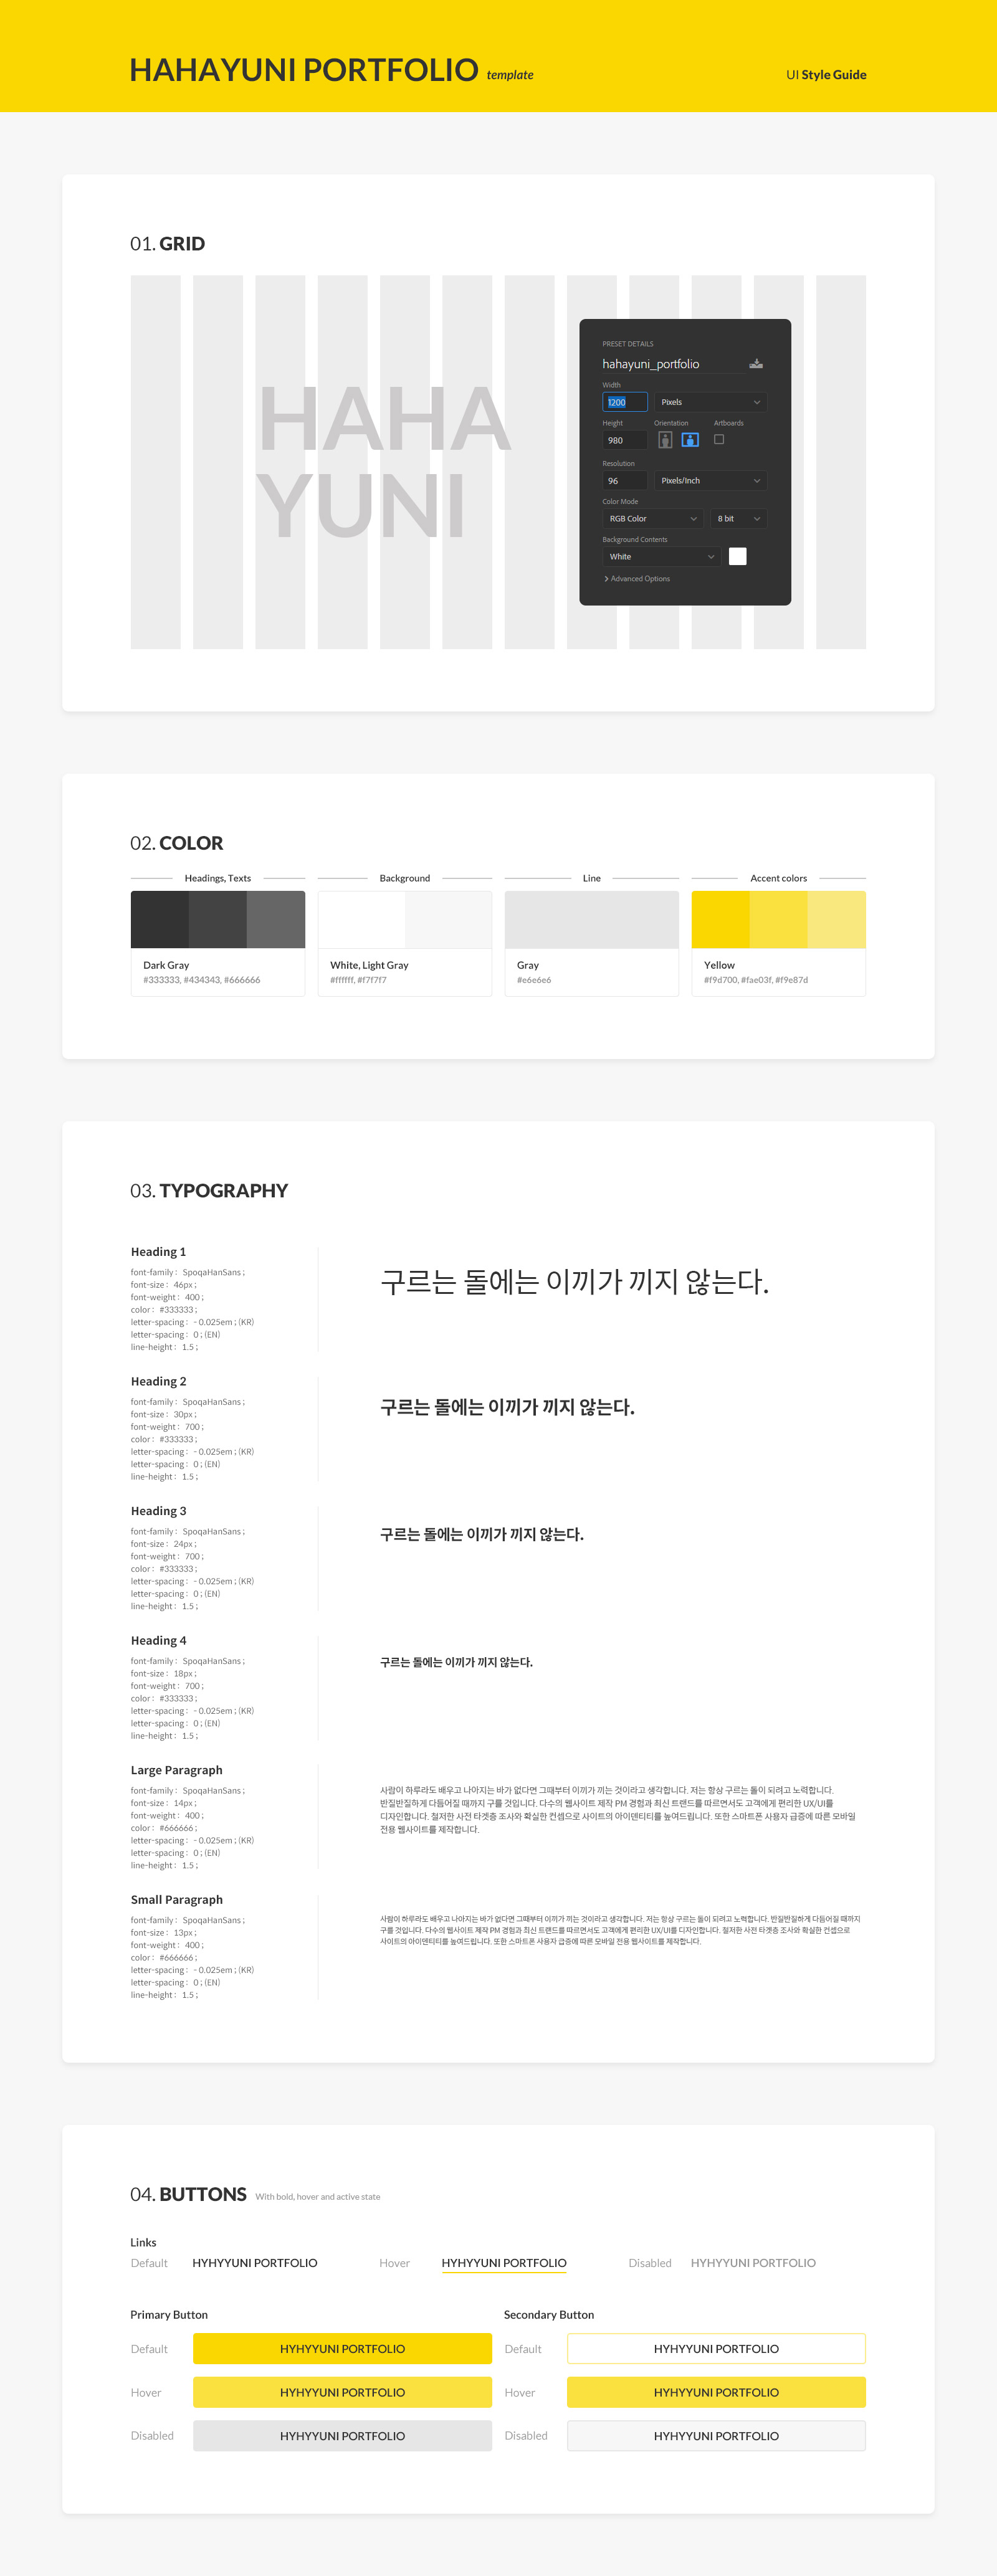 HAHAYUNI PORTFOLIO template
UI Style Guide
01. GRID
HAHA
YUNI
PRESET DETAILS
hahayuni_portfolio
Width
1200 Pixels
Height Orientation Artboards
980
Resolution
96 Pixels/Inch
Color Mode
RGB Color 8 bit
Background Contents
White
Advanced Options
02. COLOR
Headings, Texts
Dark Gray
#333333, #434343, #666666
Background
White, Light Gray
#ffffff, #f7f7f7
Line
Gray
#e6e6e6
Accent colors
Yellow
#f9d700, #fae03f, #f9e87d
03. TYPOGRAPHY
Heading 1
font-family : SpoqaHanSans ;
font-size : 46px ;
font-weight : 400 ;
color : #333333 ;
letter-spacing : - 0.025em ; (KR)
letter-spacing : 0 ; (EN)
line-height : 1.5 ;
구르는 돌에는 이끼가 끼지 않는다.
Heading 2
font-family : SpoqaHanSans ;
font-size : 30px ;
font-weight : 700 ;
color : #333333 ;
letter-spacing : - 0.025em ; (KR)
letter-spacing : 0 ; (EN)
line-height : 1.5 ;
구르는 돌에는 이끼가 끼지 않는다.
Heading 3
font-family : SpoqaHanSans ;
font-size : 24px ;
font-weight : 700 ;
color : #333333 ;
letter-spacing : - 0.025em ; (KR)
letter-spacing : 0 ; (EN)
line-height : 1.5 ;
구르는 돌에는 이끼가 끼지 않는다.
Heading 4
font-family : SpoqaHanSans ;
font-size : 18px ;
font-weight : 700 ;
color : #333333 ;
letter-spacing : - 0.025em ; (KR)
letter-spacing : 0 ; (EN)
line-height : 1.5 ;
구르는 돌에는 이끼가 끼지 않는다.
Large Paragraph
font-family : SpoqaHanSans ;
font-size : 14px ;
font-weight : 400 ;
color : #666666 ;
letter-spacing : - 0.025em ; (KR)
letter-spacing : 0 ; (EN)
line-height : 1.5 ;
사람이 하루라도 배우고 나아지는 바가 없다면 그때부터 이끼가 끼는 것이라고 생각합니다. 저는 항상 구르는 돌이 되려고 노력합니다.
반질반질하게 다듬어질 때까지 구를 것입니다. 다수의 웹사이트 제작 PM 경험과 최신 트랜드를 따르면서도 고객에게 편리한 UX/UI를
디자인합니다. 철저한 사전 타겟층 조사와 확실한 컨셉으로 사이트의 아이덴티티를 높여드립니다. 또한 스마트폰 사용자 급증에 따른 모바일
전용 웹사이트를 제작합니다.
Small Paragraph
font-family : SpoqaHanSans ;
font-size : 13px ;
font-weight : 400 ;
color : #666666 ;
letter-spacing : - 0.025em ; (KR)
letter-spacing : 0 ; (EN)
line-height : 1.5 ;
사람이 하루라도 배우고 나아지는 바가 없다면 그때부터 이끼가 끼는 것이라고 생각합니다. 저는 항상 구르는 돌이 되려고 노력합니다. 반질반질하게 다듬어질 때까지
구를 것입니다. 다수의 웹사이트 제작 PM 경험과 최신 트랜드를 따르면서도 고객에게 편리한 UX/UI를 디자인합니다. 철저한 사전 타겟층 조사와 확실한 컨셉으로
사이트의 아이덴티티를 높여드립니다. 또한 스마트폰 사용자 급증에 따른 모바일 전용 웹사이트를 제작합니다.
04. BUTTONS With bold, hover and active state
Links
Default HYHYYUNI PORTFOLIO Hover HYHYYUNI PORTFOLIO Disabled HYHYYUNI PORTFOLIO
Primary Button
Default HYHYYUNI PORTFOLIO
Hover HYHYYUNI PORTFOLIO
Disabled HYHYYUNI PORTFOLIO
Secondary Button
Default HYHYYUNI PORTFOLIO
Hover HYHYYUNI PORTFOLIO
Disabled HYHYYUNI PORTFOLIO